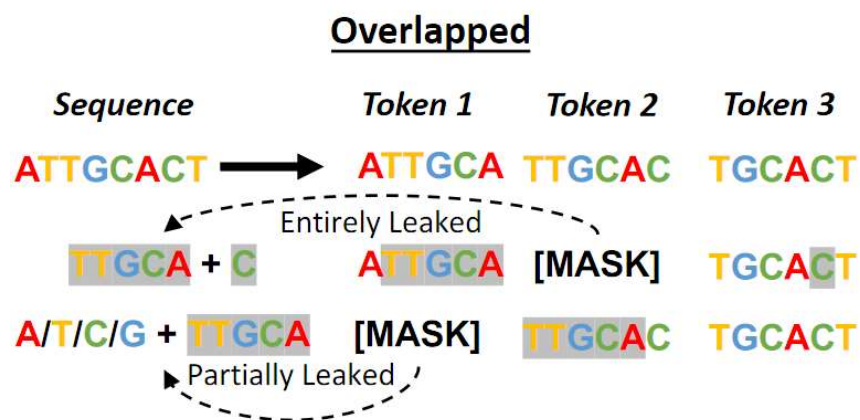 Overlapped
Sequence Token 1 Token 2 Token 3
ATTGCACT ATTGCA TTGCAC TGCACT
Entirely Leaked
TTGCA + C ATTGCA [MASK] TGCACT
A/T/C/G + TTGCA [MASK] TTGCAC TGCACT
Partially Leaked